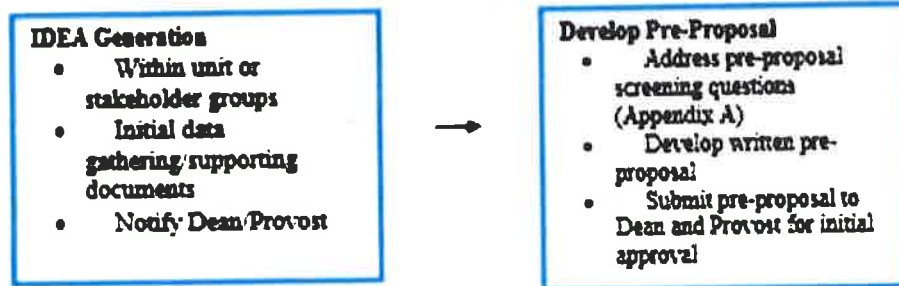 IDEA Generation
• Within unit or
stakeholder groups
• Initial data
gathering/supporting
documents
• Notify Dean/Provost
Develop Pre-Proposal
• Address pre-proposal
screening questions
(Appendix A)
• Develop written pre-
proposal
• Submit pre-proposal to
Dean and Provost for initial
approval